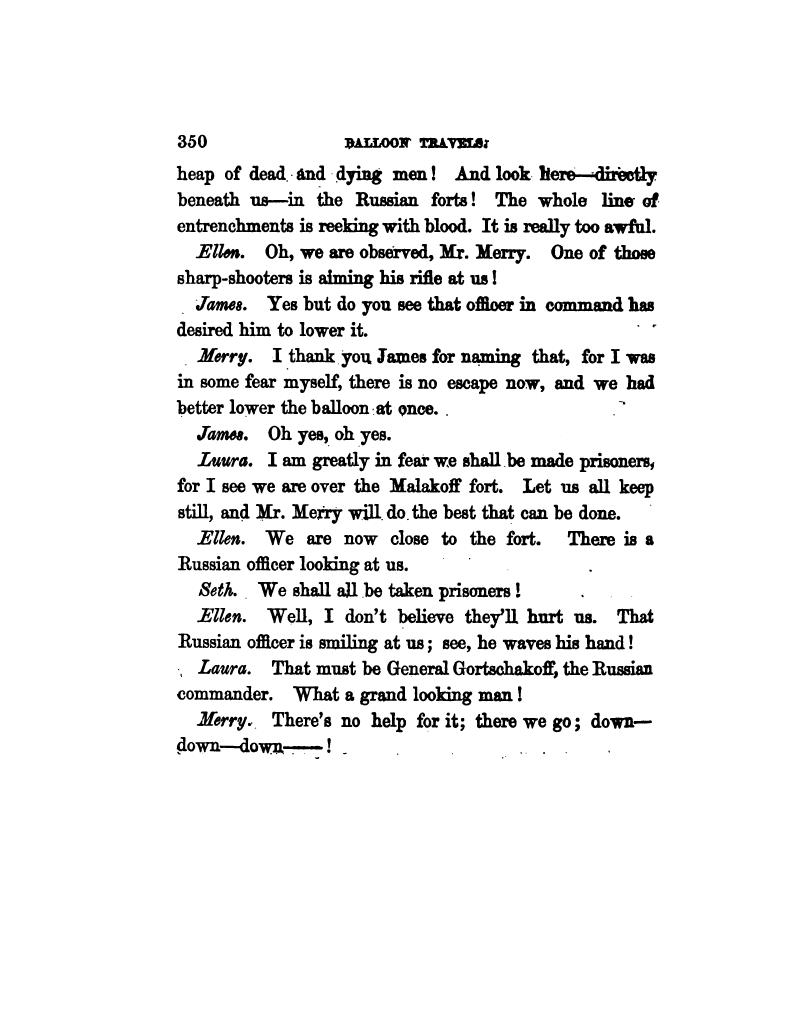 350 BALLOON TRAVELS:
heap of dead and dying men! And look here—directly
beneath us—in the Russian forts! The whole line of
entrenchments is reeking with blood. It is really too awful.
Ellen. Oh, we are observed, Mr. Merry. One of those
sharp-shooters is aiming his rifle at us!
James. Yes but do you see that officer in command has
desired him to lower it.
Merry. I thank you James for naming that, for I was
in some fear myself, there is no escape now, and we had
better lower the balloon at once.
James. Oh yes, oh yes.
Luura. I am greatly in fear we shall be made prisoners,
for I see we are over the Malakoff fort. Let us all keep
still, and Mr. Merry will do the best that can be done.
Ellen. We are now close to the fort. There is a
Russian officer looking at us.
Seth. We shall all be taken prisoners!
Ellen. Well, I don't believe they'll hurt us. That
Russian officer is smiling at us; see, he waves his hand!
Laura. That must be General Gortschakoff, the Russian
commander. What a grand looking man!
Merry. There's no help for it; there we go; down—
down—down——!